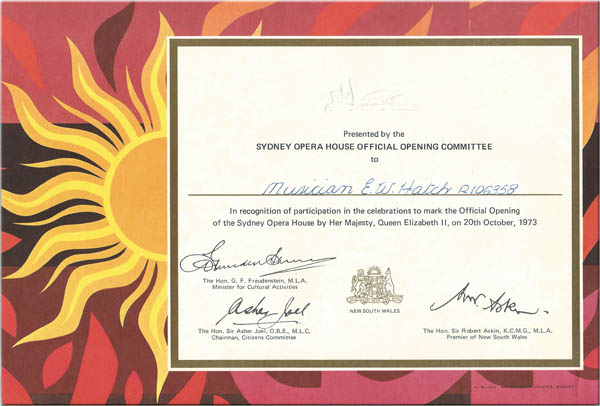 Presented by the
SYDNEY OPERA HOUSE OFFICIAL OPENING COMMITTEE
to
Musician E.W. Hatch R106358
In recognition of participation in the celebrations to mark the Official Opening
of the Sydney Opera House by Her Majesty, Queen Elizabeth II, on 20th October, 1973
The Hon. G. F. Freudenstein, M.L.A.
Minister for Cultural Activities
Asher Joel
The Hon. Sir Asher Joel, O.B.E., M.L.C,
Chairman, Citizens Committee
NEW SOUTH WALES
The Hon. Sir Robert Askin, K.C.M.G., M.L.A.
Premier of New South Wales